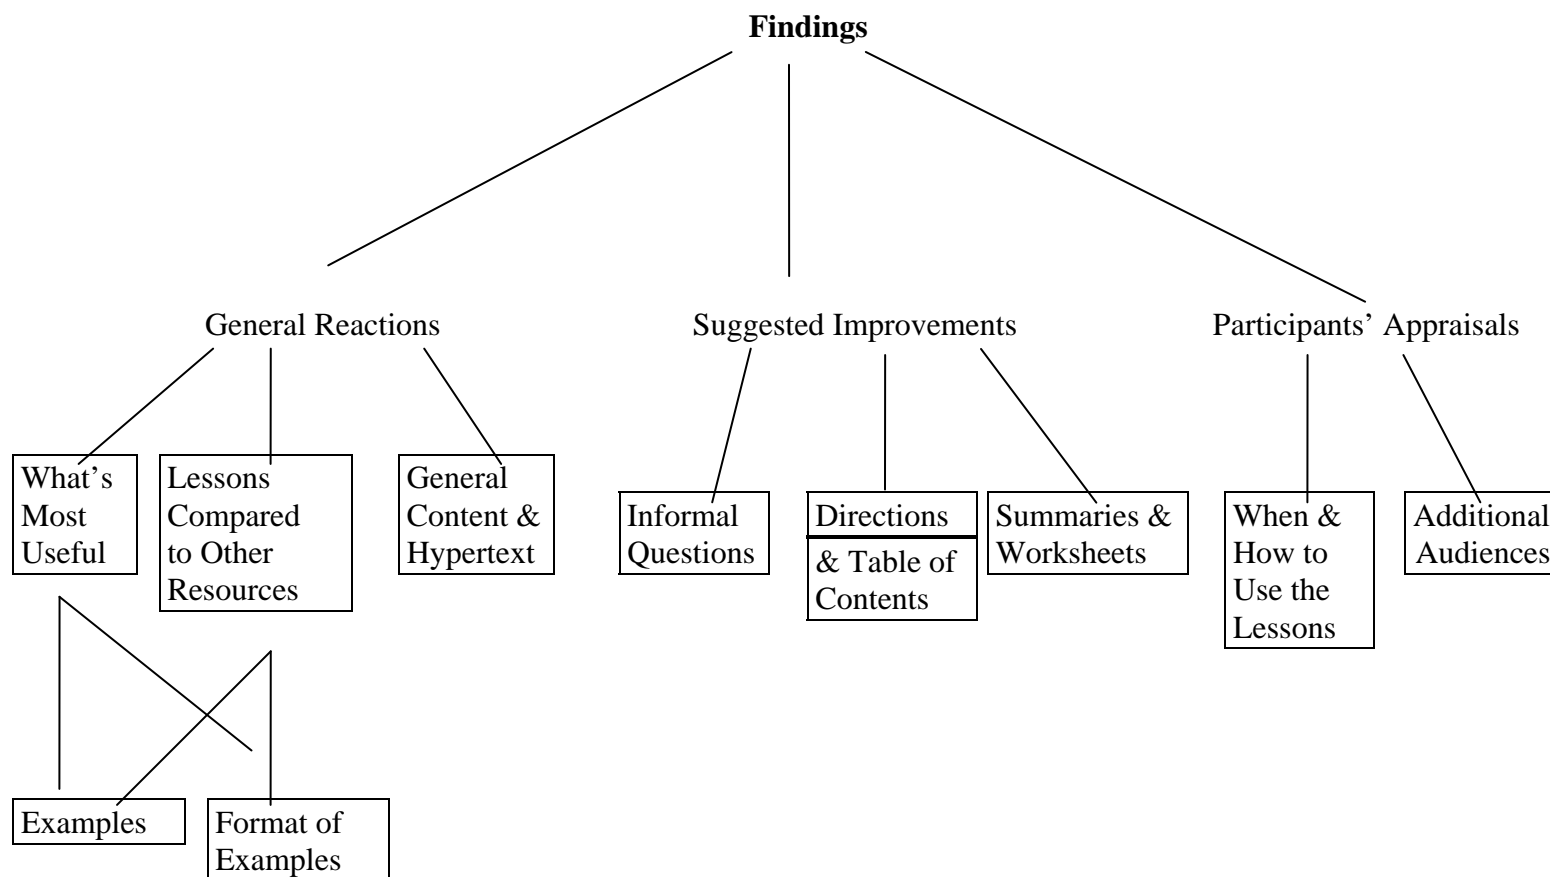 Findings
General Reactions
Suggested Improvements
Participants’ Appraisals
What’s
Most
Useful
Lessons
Compared
to Other
Resources
General
Content &
Hypertext
Informal
Questions
Directions
& Table of
Contents
Summaries &
Worksheets
When &
How to
Use the
Lessons
Additional
Audiences
Examples
Format of
Examples